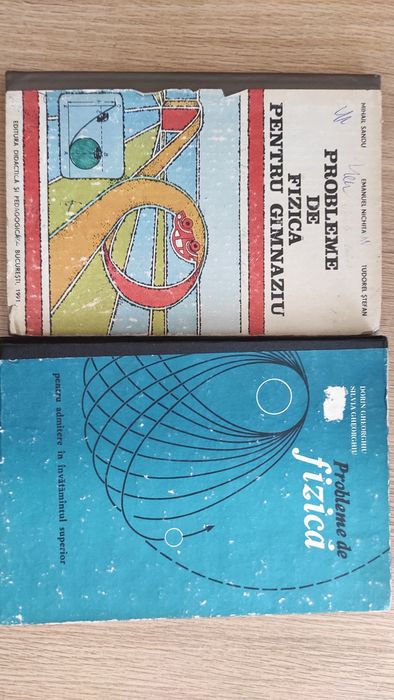 MIHAIL SANDU
EMANUEL NICHITA
TUDOREL ȘTEFAN
PROBLEME
DE
FIZICA
PENTRU GIMNAZIU
EDITURA DIDACTICĂ ȘI PEDAGOGICĂ
BUCUREȘTI, 1991
DORIN GHEORGHIU
SILVIA GHEORGHIU
Probleme de
fizică
pentru admitere în învățămîntul superior